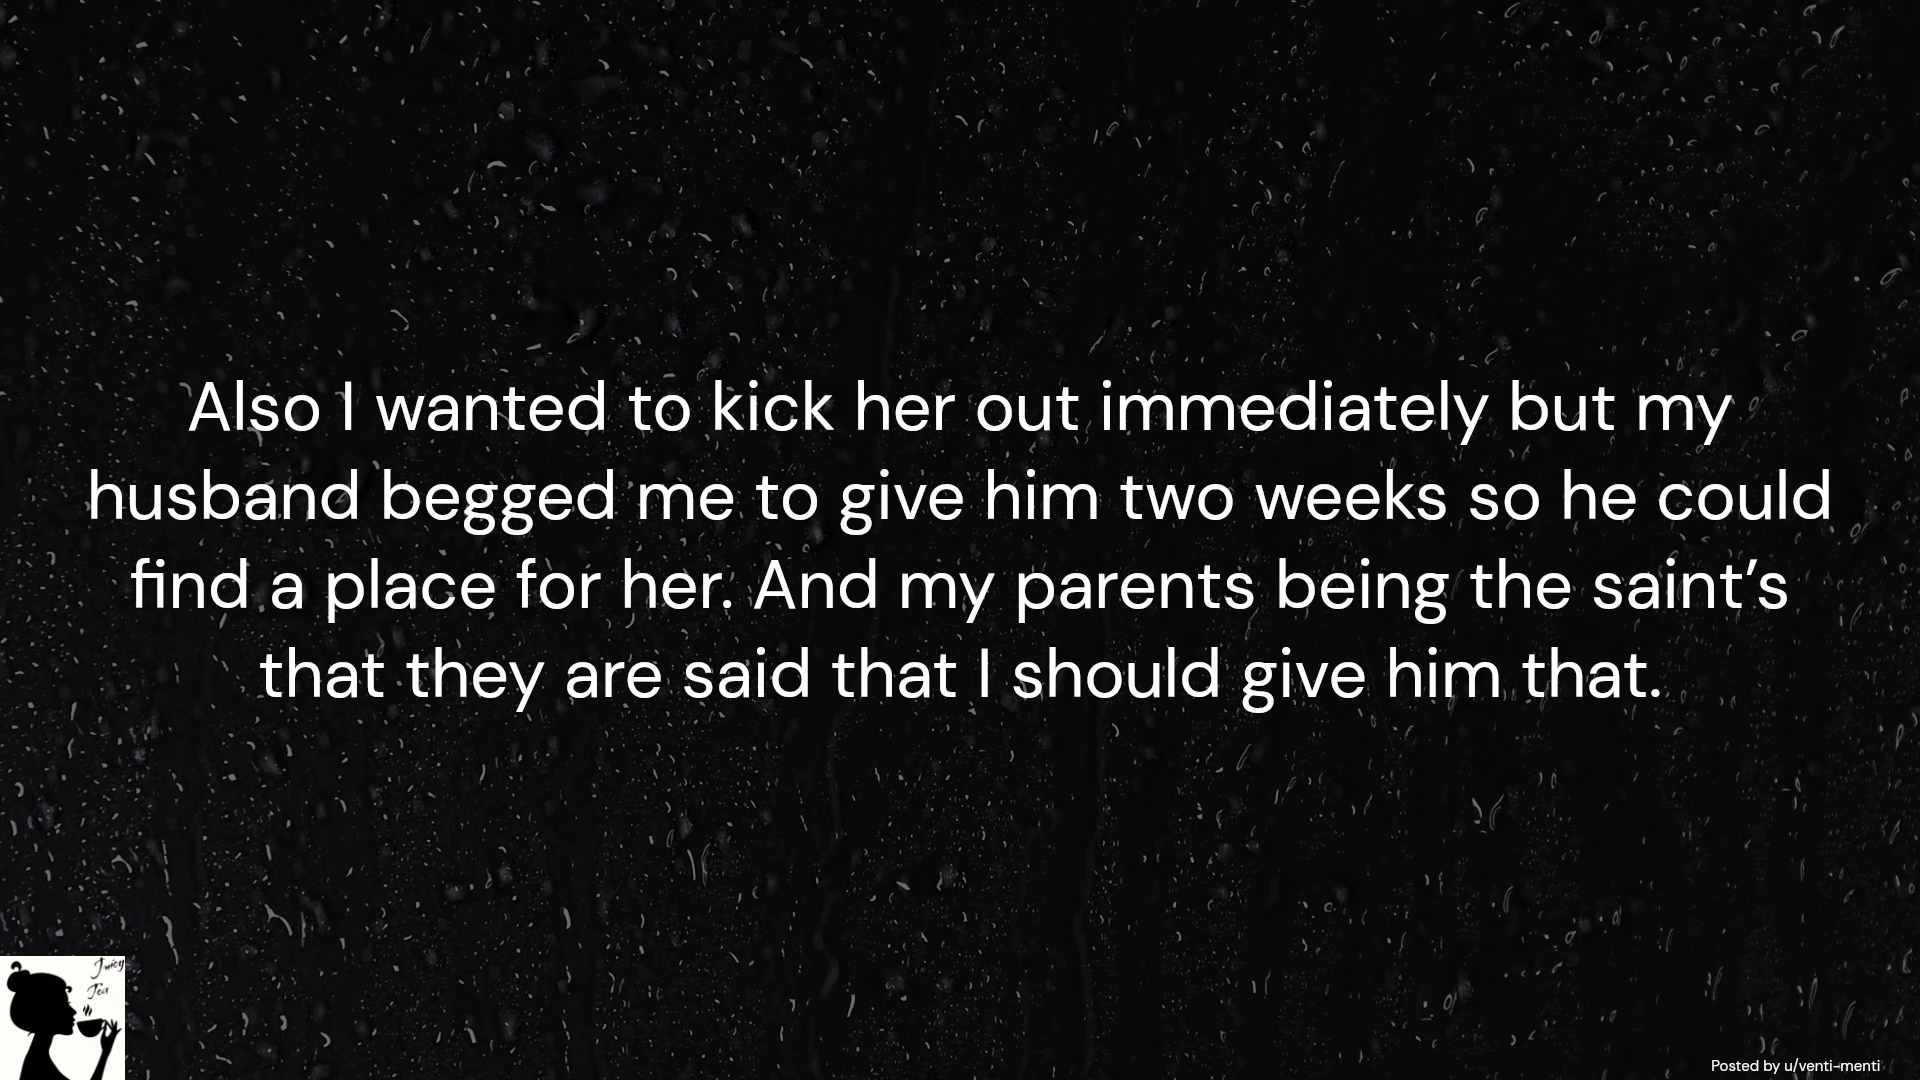 Also I wanted to kick her out immediately but my
husband begged me to give him two weeks so he could
find a place for her. And my parents being the saint’s
that they are said that I should give him that.
Juicy
Tea
Posted by u/venti-menti